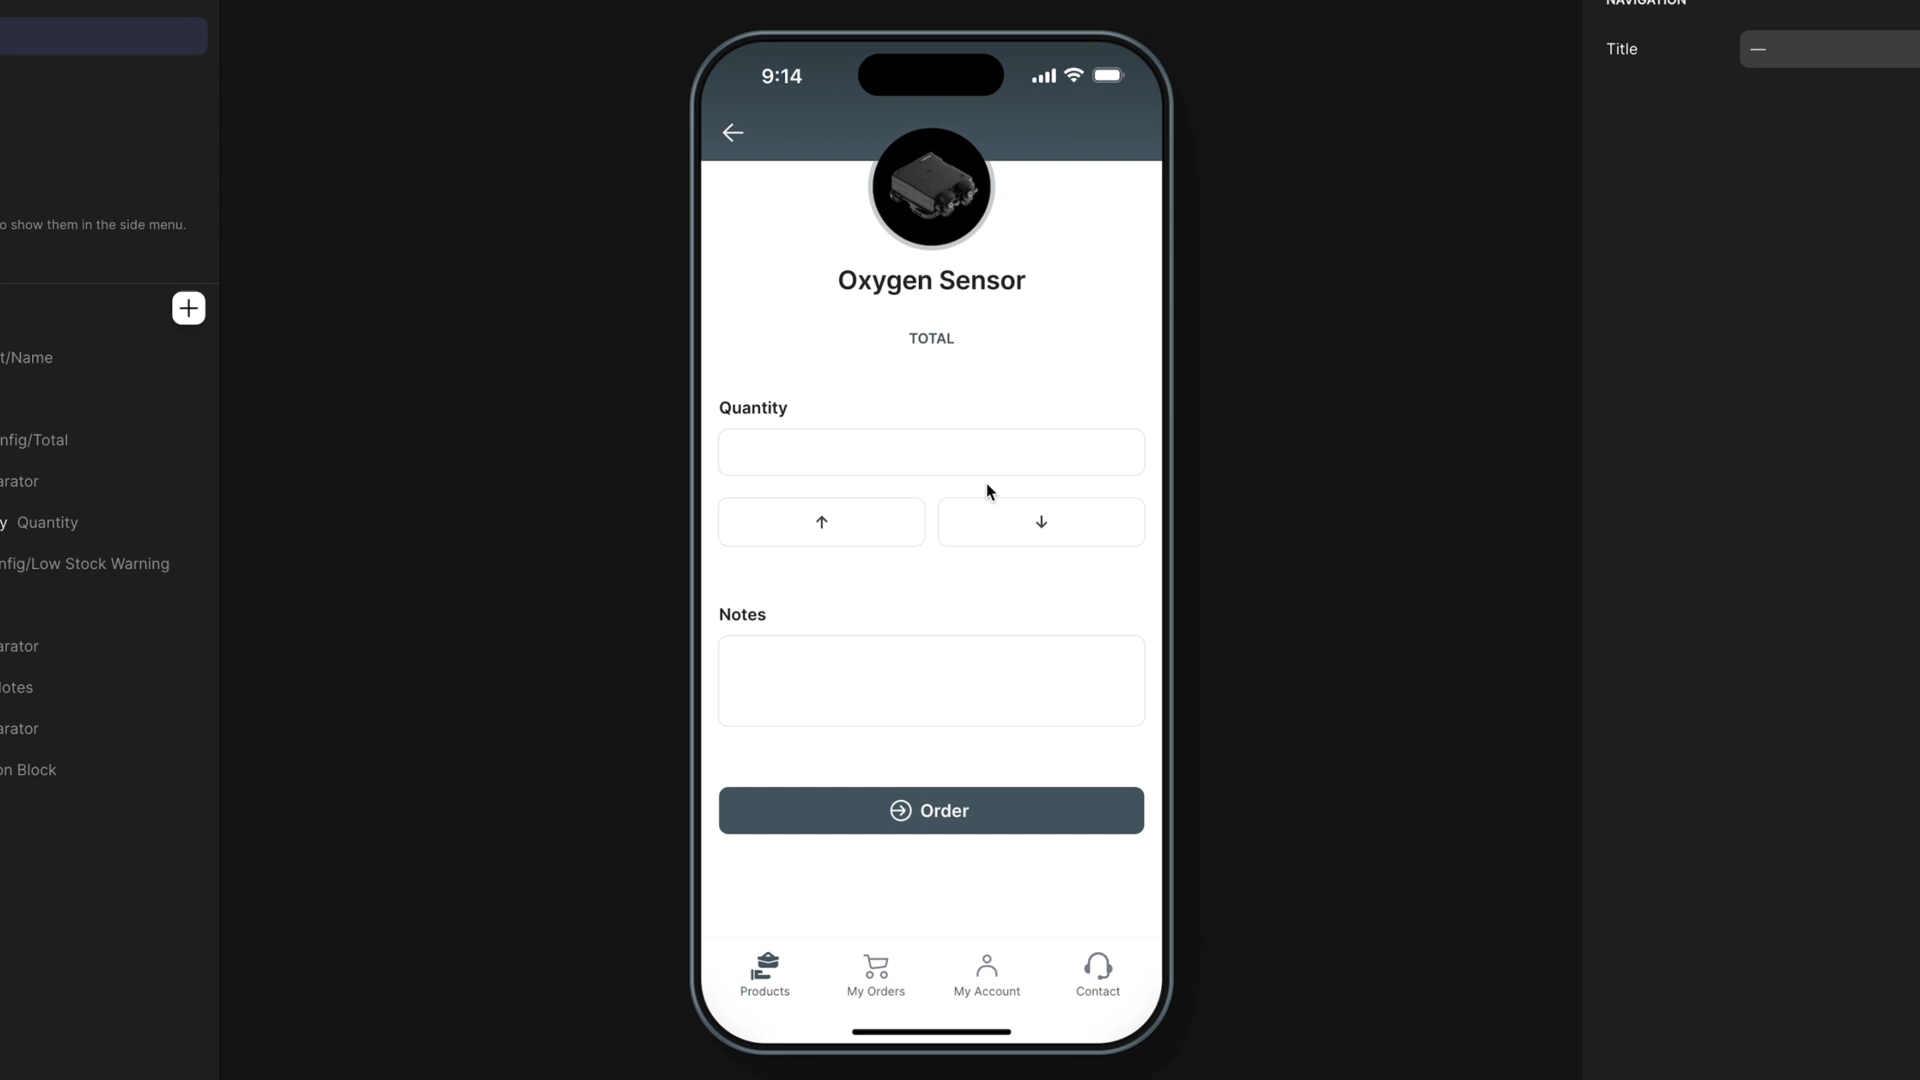 NAVIGATION
Title —
o show them in the side menu.
t/Name
nfig/Total
arator
y Quantity
nfig/Low Stock Warning
arator
lotes
arator
on Block
9:14
Oxygen Sensor
TOTAL
Quantity
Notes
Order
Products My Orders My Account Contact